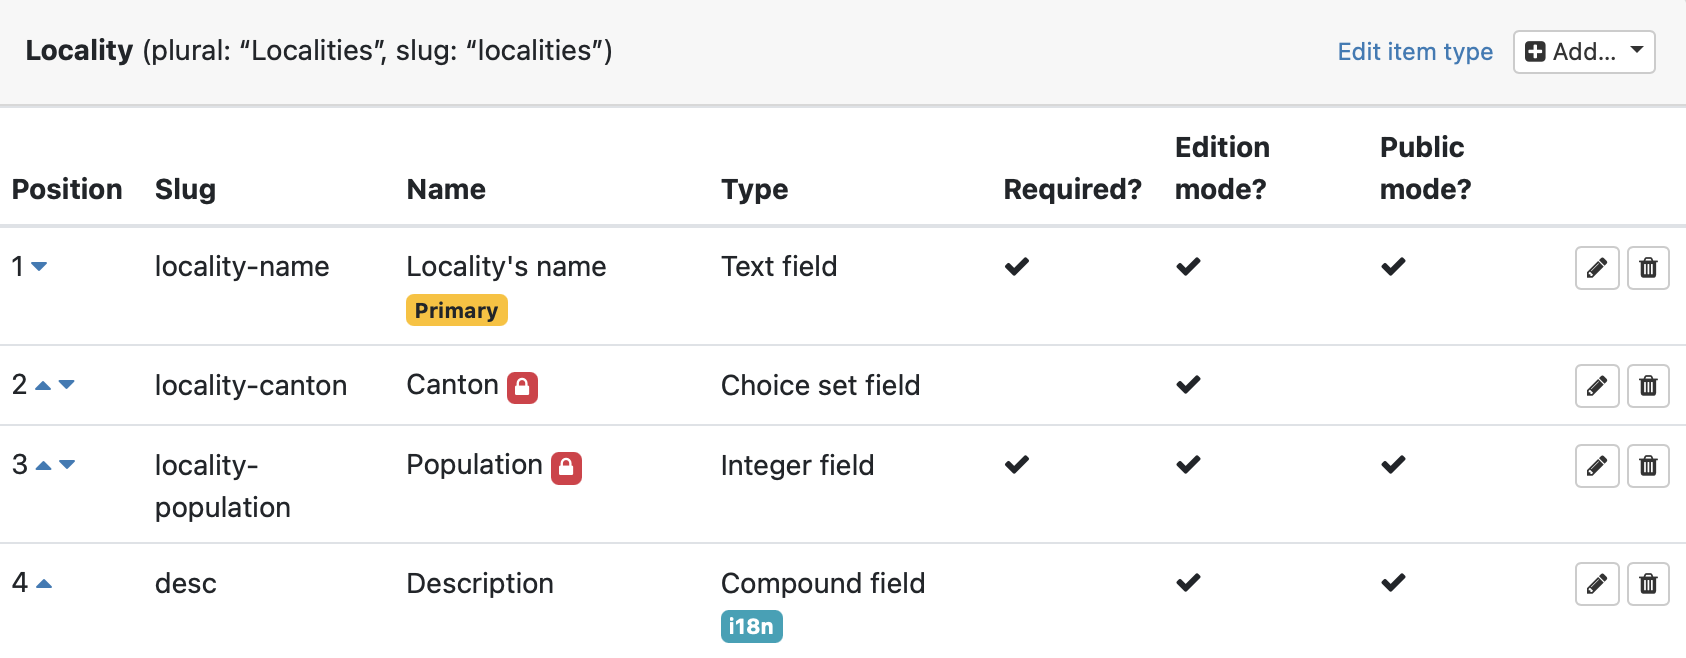 Locality (plural: “Localities”, slug: “localities”)
Edit item type
Add...
Position Slug Name Type Required? Edition mode? Public mode?
1 locality-name Locality's name Text field
Primary
2 locality-canton Canton Choice set field
3 locality- Population Integer field
population
4 desc Description Compound field
i18n